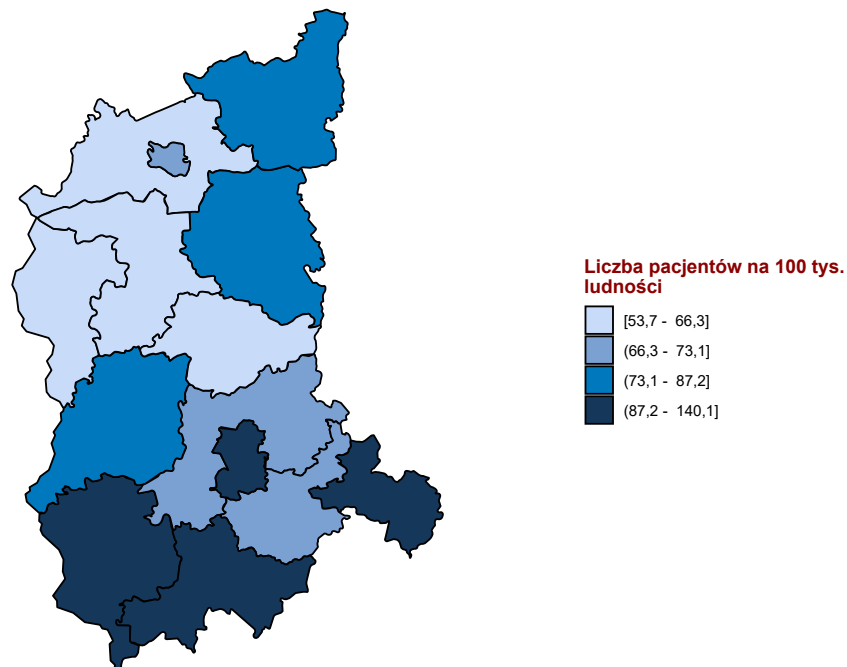 Liczba pacjentów na 100 tys.
ludności
[53,7 - 66,3]
(66,3 - 73,1]
(73,1 - 87,2]
(87,2 - 140,1]